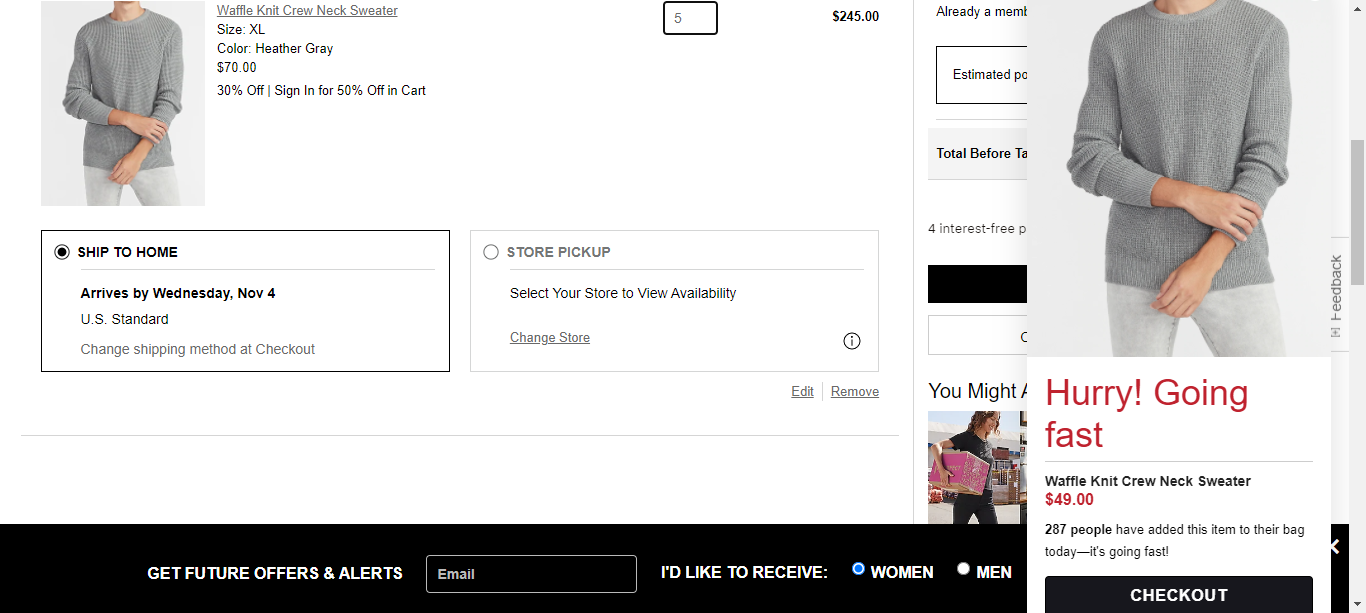 Waffle Knit Crew Neck Sweater
Size: XL
Color: Heather Gray
$70.00
30% Off | Sign In for 50% Off in Cart
5
$245.00
SHIP TO HOME
Arrives by Wednesday, Nov 4
U.S. Standard
Change shipping method at Checkout
STORE PICKUP
Select Your Store to View Availability
Change Store
Edit
Remove
Already a memb
Estimated po
Total Before Ta
4 interest-free p
C
You Might A
Hurry! Going
fast
Waffle Knit Crew Neck Sweater
$49.00
287 people have added this item to their bag
today—it's going fast!
CHECKOUT
Feedback
GET FUTURE OFFERS & ALERTS
Email
I'D LIKE TO RECEIVE:
WOMEN
MEN